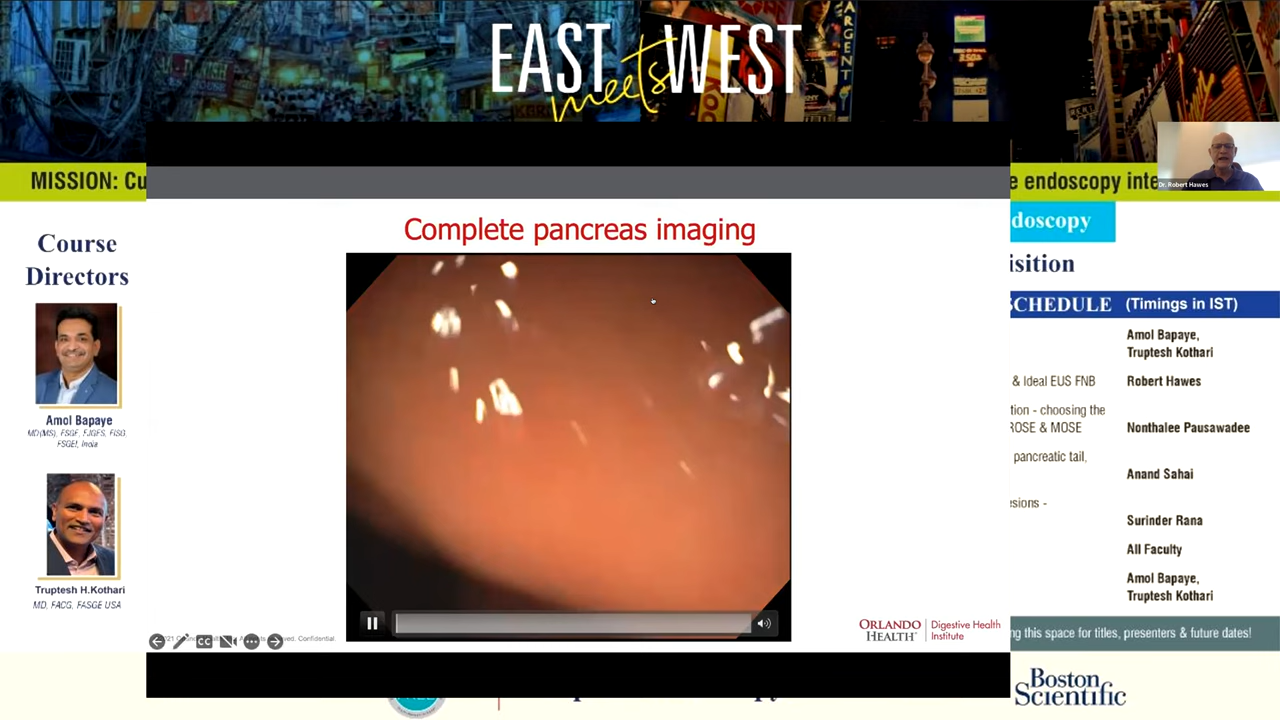 EAST meets WEST
MISSION: Cu
e endoscopy inte
Dr. Robert Hawes
doscopy
Course
Directors
isition
Complete pancreas imaging
SCHEDULE (Timings in IST)
Amol Bapaye,
Truptesh Kothari
& Ideal EUS FNB
Robert Hawes
tion - choosing the
ROSE & MOSE
Nonthalee Pausawadee
pancreatic tail,
Anand Sahai
esions -
Surinder Rana
All Faculty
Amol Bapaye,
Truptesh Kothari
Amol Bapaye
MD(MS), FSGF, FJGES, FISG,
FSGEI, India
Truptesh H.Kothari
MD, FACG, FASGE USA
ORLANDO
HEALTH
Digestive Health
Institute
ng this space for titles, presenters & future dates!
Boston
Scientific